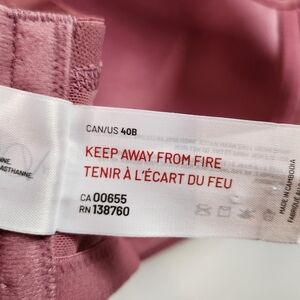 CAN/US 40B
KEEP AWAY FROM FIRE
TENIR À L'ÉCART DU FEU
CA 00655
RN 138760
MADE IN CAMBODIA